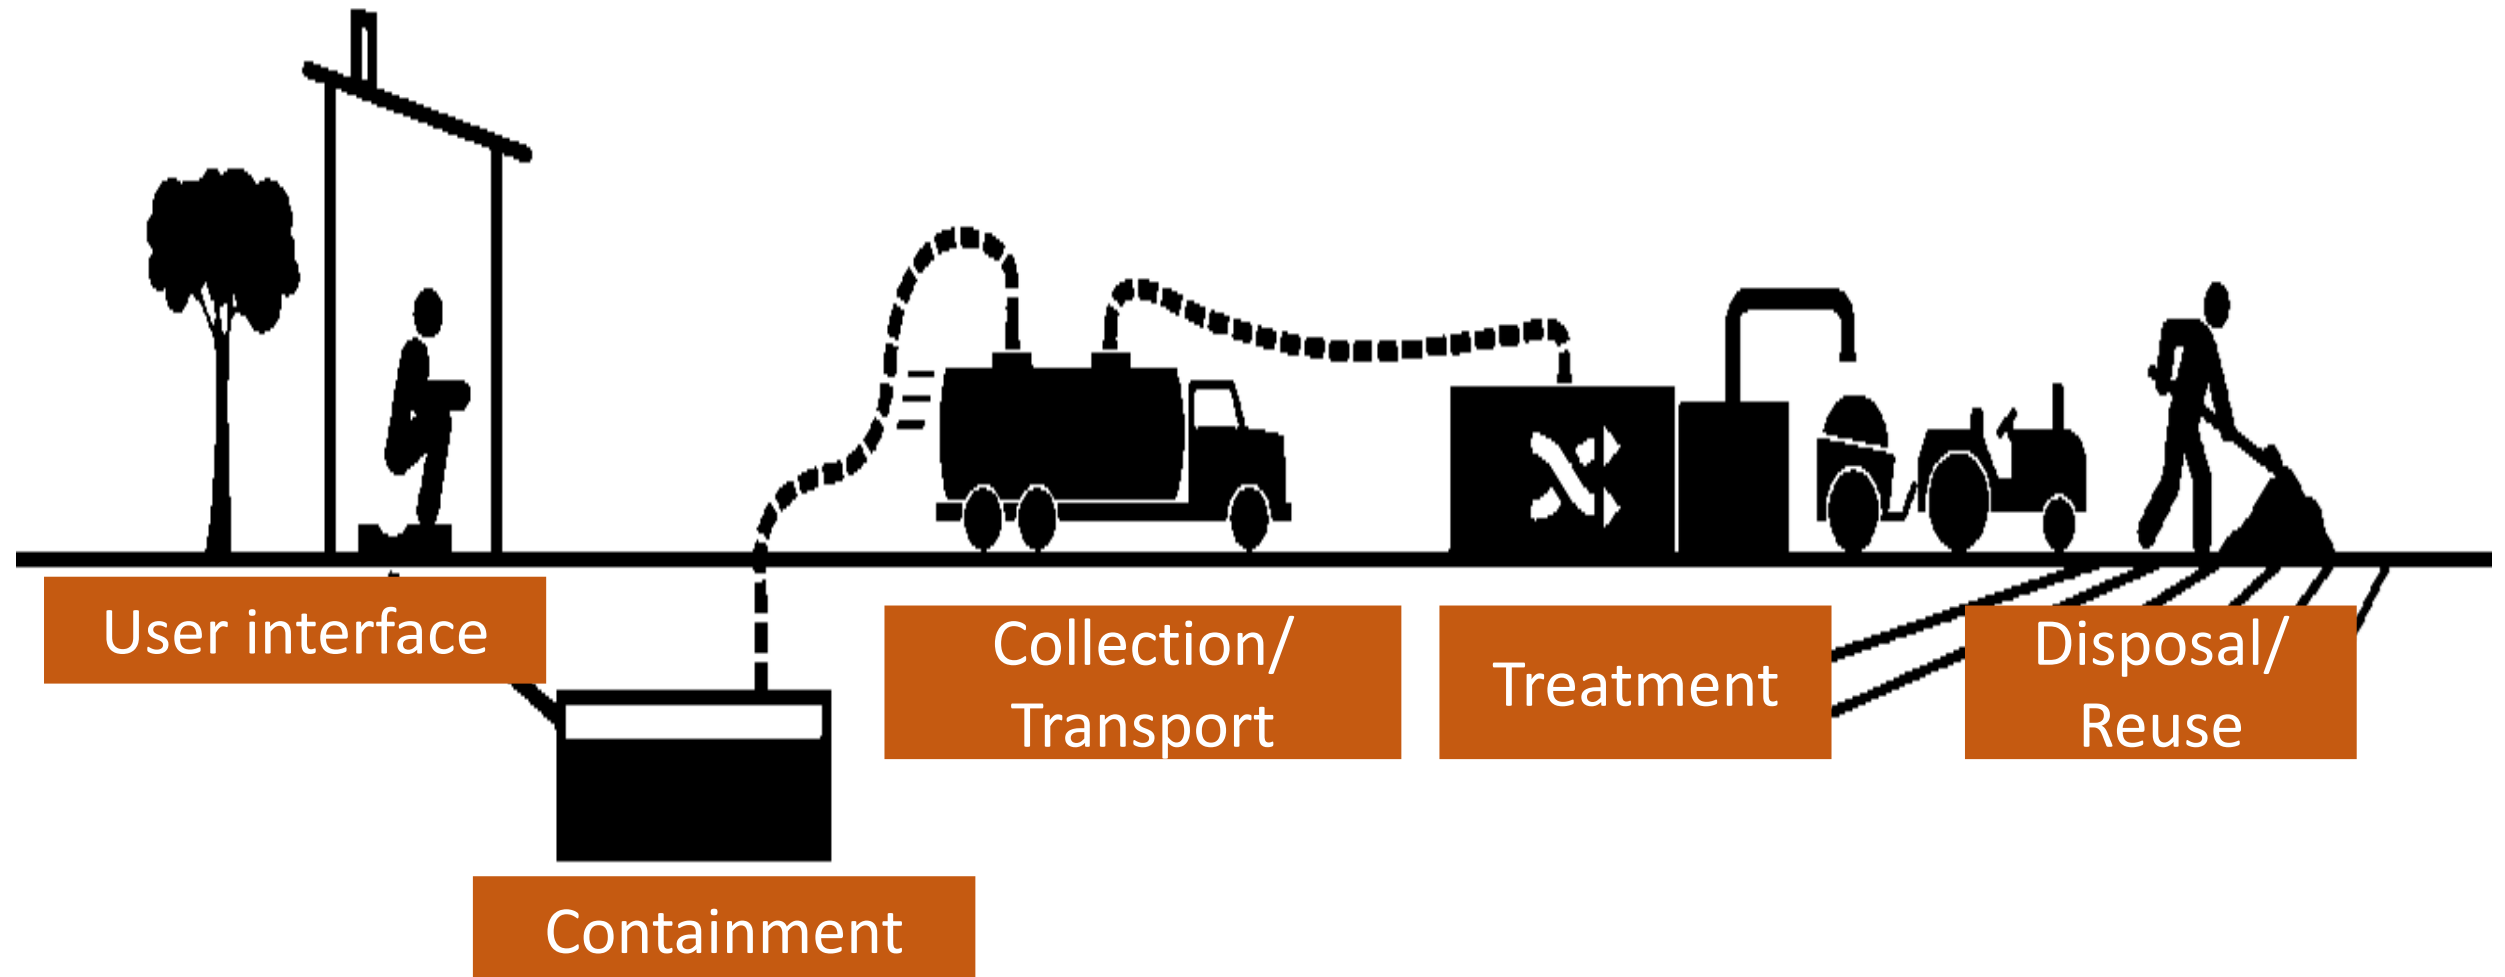 User interface
Collection/
Transport
Treatment
Disposal/
Reuse
Containment